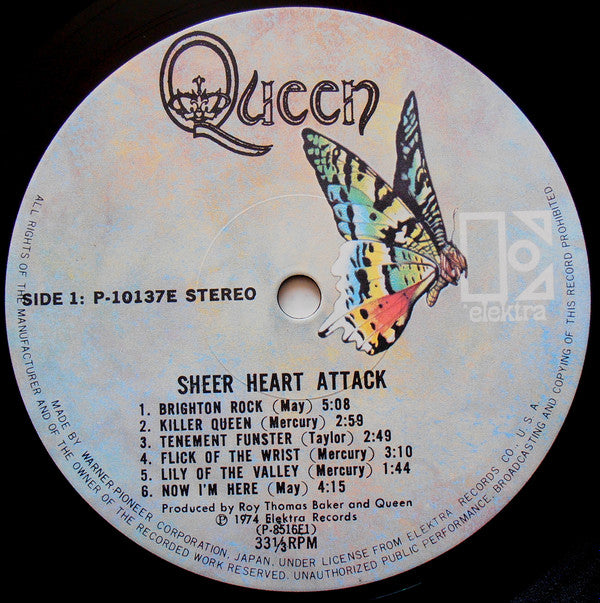 Queen
elektra
SIDE 1: P-10137E STEREO
SHEER HEART ATTACK
1. BRIGHTON ROCK (May) 5:08
2. KILLER QUEEN (Mercury) 2:59
3. TENEMENT FUNSTER (Taylor) 2:49
4. FLICK OF THE WRIST (Mercury) 3:10
5. LILY OF THE VALLEY (Mercury) 1:44
6. NOW I'M HERE (May) 4:15
Produced by Roy Thomas Baker and Queen
Ⓟ 1974 Elektra Records
(P-8516E1)
33⅓RPM
MADE BY WARNER-PIONEER CORPORATION, JAPAN. UNDER LICENSE FROM ELEKTRA RECORDS CO., U.S.A.
ALL RIGHTS OF THE MANUFACTURER AND OF THE OWNER OF THE RECORDED WORK RESERVED. UNAUTHORIZED PUBLIC PERFORMANCE, BROADCASTING AND COPYING OF THIS RECORD PROHIBITED